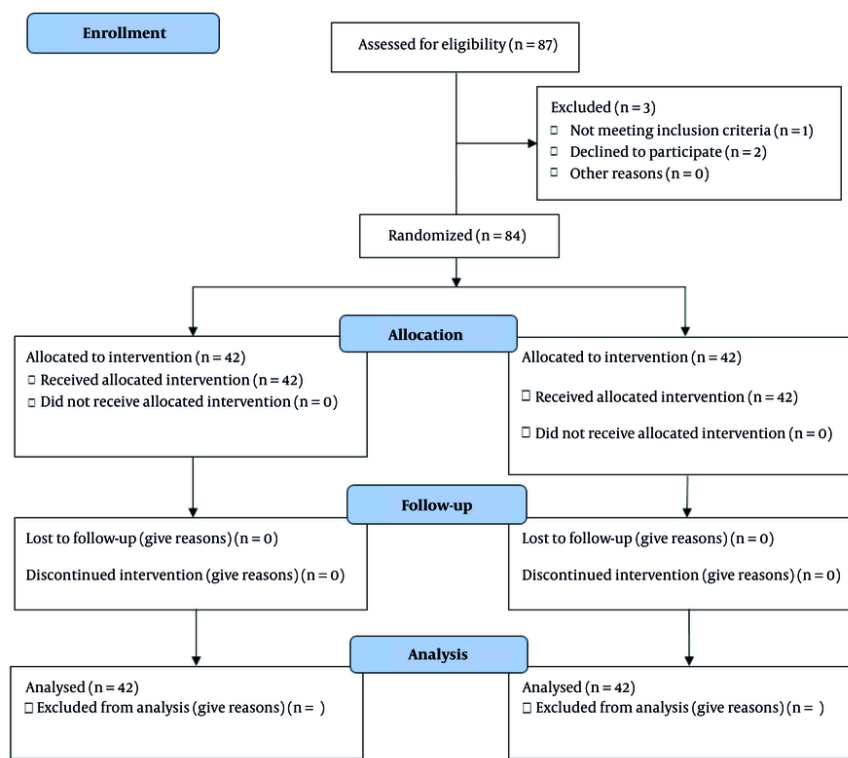 Enrollment
Assessed for eligibility (n = 87)
Excluded (n = 3)
Not meeting inclusion criteria (n = 1)
Declined to participate (n = 2)
Other reasons (n = 0)
Randomized (n = 84)
Allocation
Allocated to intervention (n = 42)
Received allocated intervention (n = 42)
Did not receive allocated intervention (n = 0)
Allocated to intervention (n = 42)
Received allocated intervention (n = 42)
Did not receive allocated intervention (n = 0)
Follow-up
Lost to follow-up (give reasons) (n = 0)
Discontinued intervention (give reasons) (n = 0)
Lost to follow-up (give reasons) (n = 0)
Discontinued intervention (give reasons) (n = 0)
Analysis
Analysed (n = 42)
Excluded from analysis (give reasons) (n = )
Analysed (n = 42)
Excluded from analysis (give reasons) (n = )